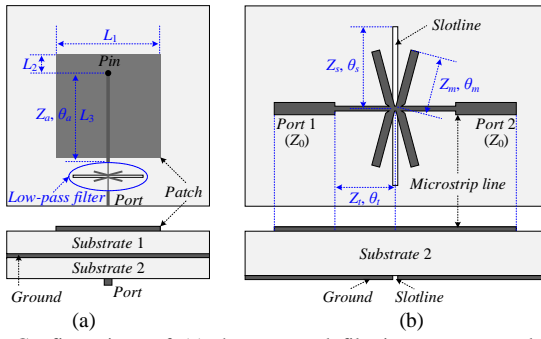 L1
L2
Pin
Za, θa
L3
Low-pass filter
Port
Patch
Substrate 1
Substrate 2
Ground
Port
(a)
(b)
Slotline
Zs, θs
Zm, θm
Port 1
(Z0)
Port 2
(Z0)
Microstrip line
Zt, θt
Substrate 2
Ground
Slotline